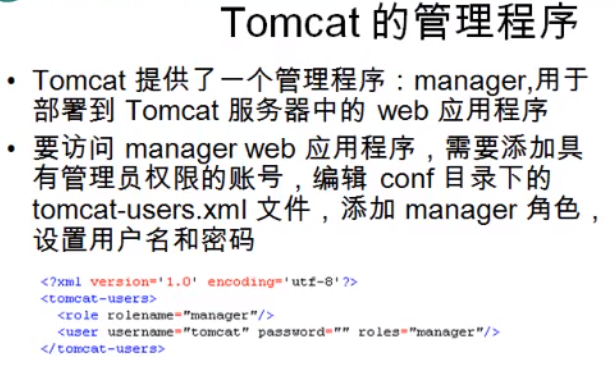 Tomcat 的管理程序
• Tomcat 提供了一个管理程序：manager,用于
部署到 Tomcat 服务器中的 web 应用程序
• 要访问 manager web 应用程序，需要添加具
有管理员权限的账号，编辑 conf 目录下的
tomcat-users.xml 文件，添加 manager 角色，
设置用户名和密码
<?xml version='1.0' encoding='utf-8'?>
<tomcat-users>
  <role rolename="manager"/>
  <user username="tomcat" password="" roles="manager"/>
</tomcat-users>